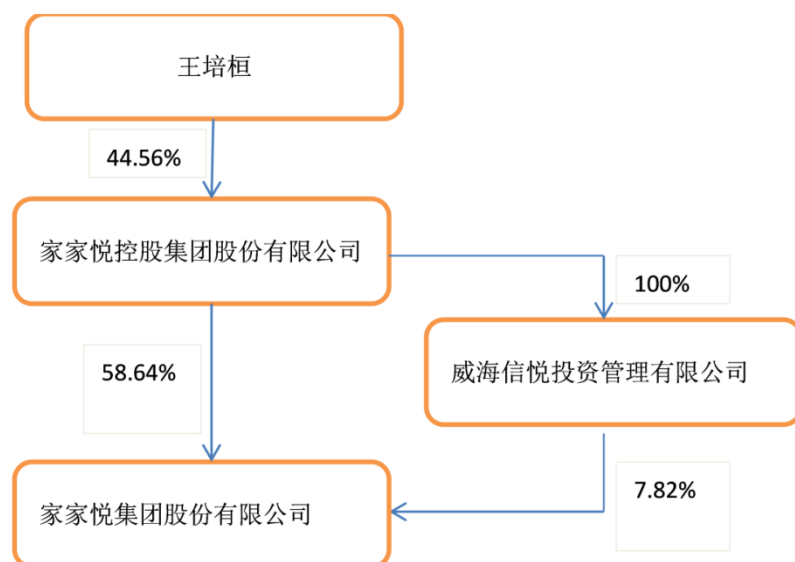 王培桓
44.56%
家家悦控股集团股份有限公司
100%
58.64%
威海信悦投资管理有限公司
7.82%
家家悦集团股份有限公司